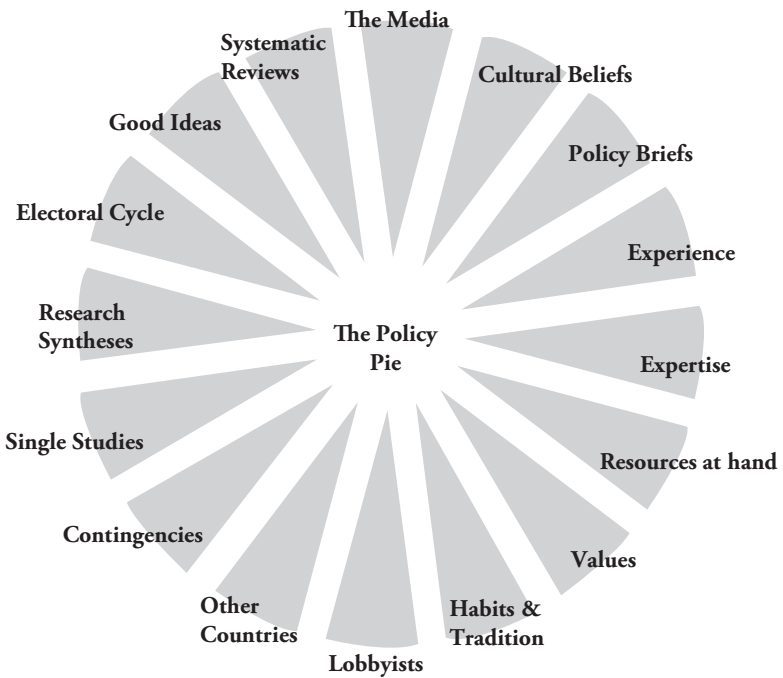 The Media
Cultural Beliefs
Policy Briefs
Experience
Expertise
Resources at hand
Values
Habits &
Tradition
Lobbyists
Other
Countries
Contingencies
Single Studies
Research
Syntheses
Electoral Cycle
Good Ideas
Systematic
Reviews
The Policy
Pie